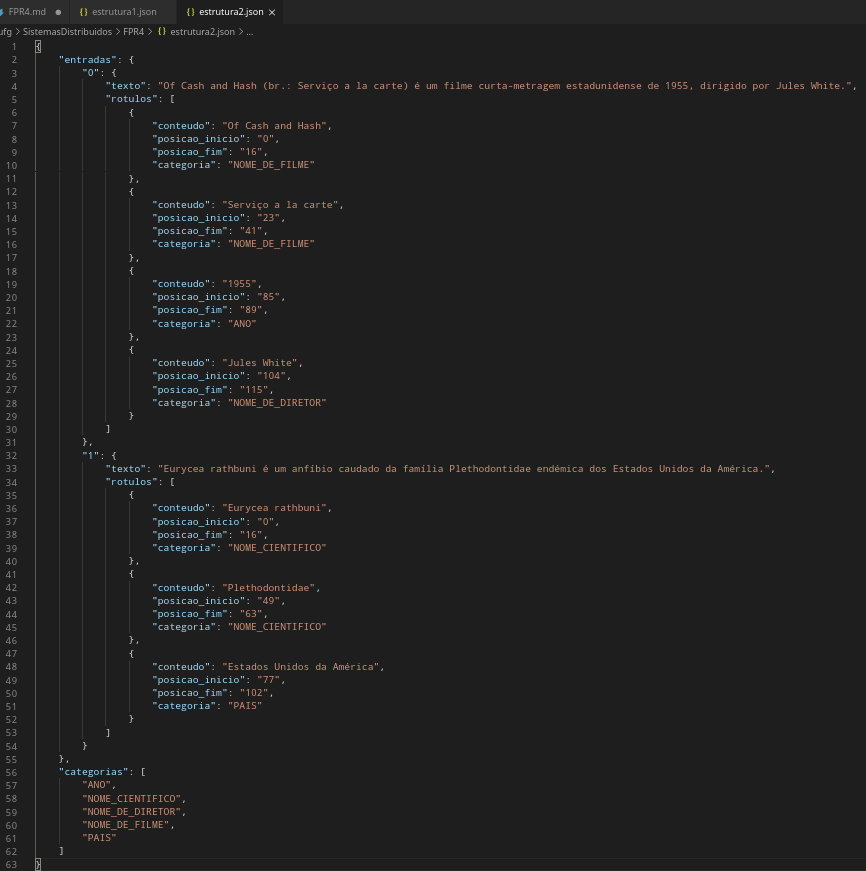 FPR4.md ● {} estrutura1.json {} estrutura2.json ×
ufg > SistemasDistribuidos > FPR4 > {} estrutura2.json > ...
1 {
2 "entradas": {
3 "0": {
4 "texto": "Of Cash and Hash (br.: Serviço a la carte) é um filme curta-metragem estadunidense de 1955, dirigido por Jules White.",
5 "rotulos": [
6 {
7 "conteudo": "Of Cash and Hash",
8 "posicao_inicio": "0",
9 "posicao_fim": "16",
10 "categoria": "NOME_DE_FILME"
11 },
12 {
13 "conteudo": "Serviço a la carte",
14 "posicao_inicio": "23",
15 "posicao_fim": "41",
16 "categoria": "NOME_DE_FILME"
17 },
18 {
19 "conteudo": "1955",
20 "posicao_inicio": "85",
21 "posicao_fim": "89",
22 "categoria": "ANO"
23 },
24 {
25 "conteudo": "Jules White",
26 "posicao_inicio": "104",
27 "posicao_fim": "115",
28 "categoria": "NOME_DE_DIRETOR"
29 }
30 ]
31 },
32 "1": {
33 "texto": "Eurycea rathbuni é um anfíbio caudado da família Plethodontidae endémica dos Estados Unidos da América.",
34 "rotulos": [
35 {
36 "conteudo": "Eurycea rathbuni",
37 "posicao_inicio": "0",
38 "posicao_fim": "16",
39 "categoria": "NOME_CIENTIFICO"
40 },
41 {
42 "conteudo": "Plethodontidae",
43 "posicao_inicio": "49",
44 "posicao_fim": "63",
45 "categoria": "NOME_CIENTIFICO"
46 },
47 {
48 "conteudo": "Estados Unidos da América",
49 "posicao_inicio": "77",
50 "posicao_fim": "102",
51 "categoria": "PAIS"
52 }
53 ]
54 }
55 },
56 "categorias": [
57 "ANO",
58 "NOME_CIENTIFICO",
59 "NOME_DE_DIRETOR",
60 "NOME_DE_FILME",
61 "PAIS"
62 ]
63 }